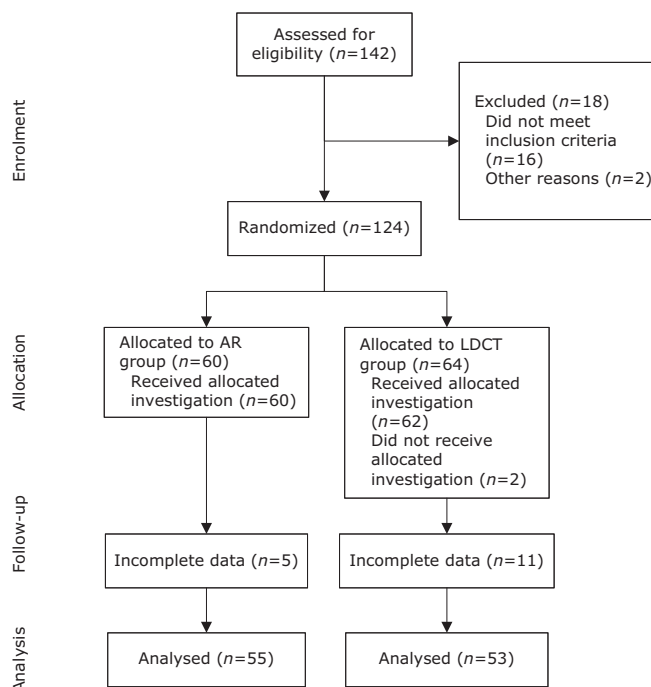 Assessed for
eligibility (n=142)
Excluded (n=18)
Did not meet
inclusion criteria
(n=16)
Other reasons (n=2)
Enrolment
Randomized (n=124)
Allocation
Allocated to AR
group (n=60)
Received allocated
investigation (n=60)
Allocated to LDCT
group (n=64)
Received allocated
investigation
(n=62)
Did not receive
allocated
investigation (n=2)
Follow-up
Incomplete data (n=5)
Incomplete data (n=11)
Analysis
Analysed (n=55)
Analysed (n=53)